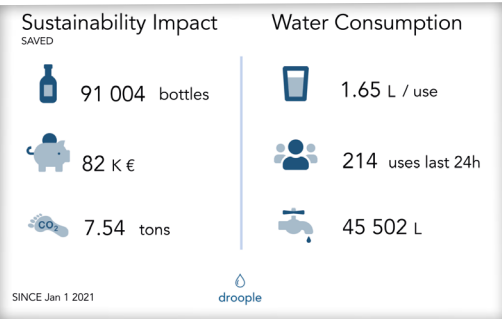 Sustainability Impact
SAVED
91 004 bottles
82 K €
CO₂
7.54 tons
Water Consumption
1.65 L / use
214 uses last 24h
45 502 L
SINCE Jan 1 2021
droople